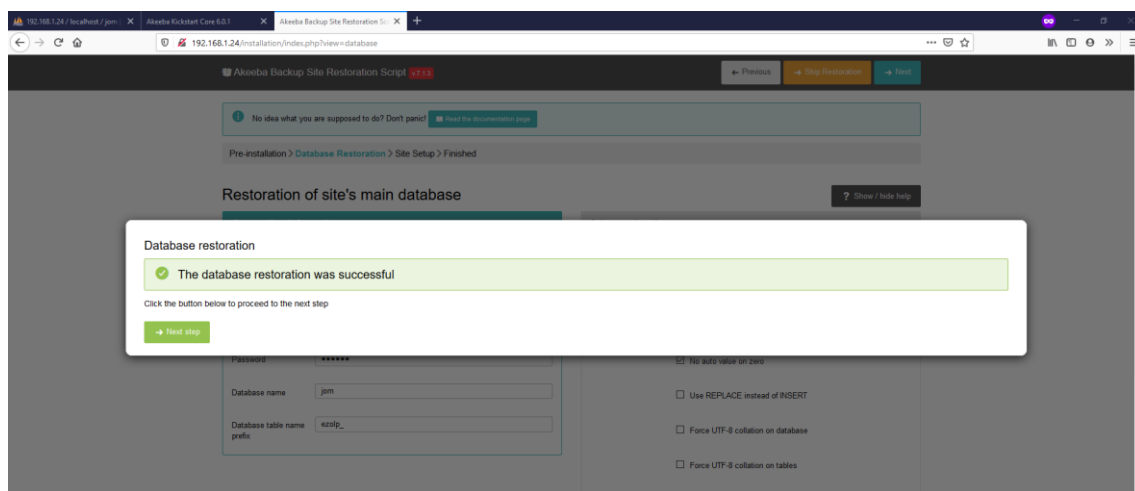 192.168.1.24 / localhost / jom
Akeeba Kickstart Core 6.0.1
Akeeba Backup Site Restoration Sc
192.168.1.24/installation/index.php?view=database
Akeeba Backup Site Restoration Script v7.1.3
Previous
Skip Restoration
Next
No idea what you are supposed to do? Don't panic! Read the documentation page
Pre-installation > Database Restoration > Site Setup > Finished
Restoration of site's main database
? Show / hide help
Database restoration
The database restoration was successful
Click the button below to proceed to the next step
Next step
Password
No auto value on zero
Database name
jom
Use REPLACE instead of INSERT
Database table name prefix
ezolp_
Force UTF-8 collation on database
Force UTF-8 collation on tables